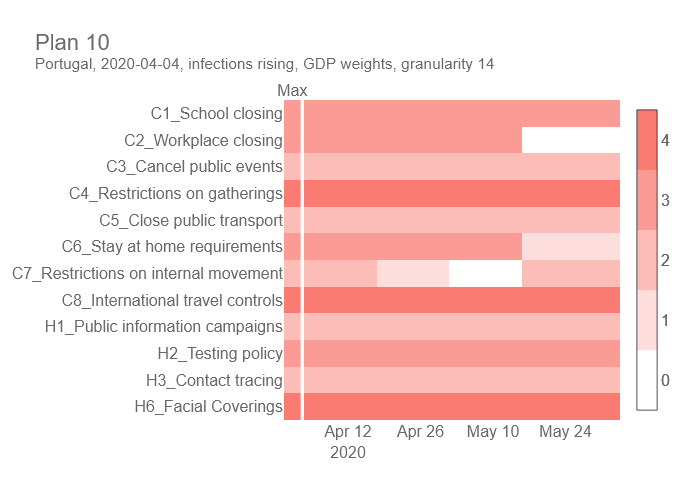 Plan 10
Portugal, 2020-04-04, infections rising, GDP weights, granularity 14
Max
C1_School closing
C2_Workplace closing
C3_Cancel public events
C4_Restrictions on gatherings
C5_Close public transport
C6_Stay at home requirements
C7_Restrictions on internal movement
C8_International travel controls
H1_Public information campaigns
H2_Testing policy
H3_Contact tracing
H6_Facial Coverings
Apr 12 Apr 26 May 10 May 24
2020
4
3
2
1
0